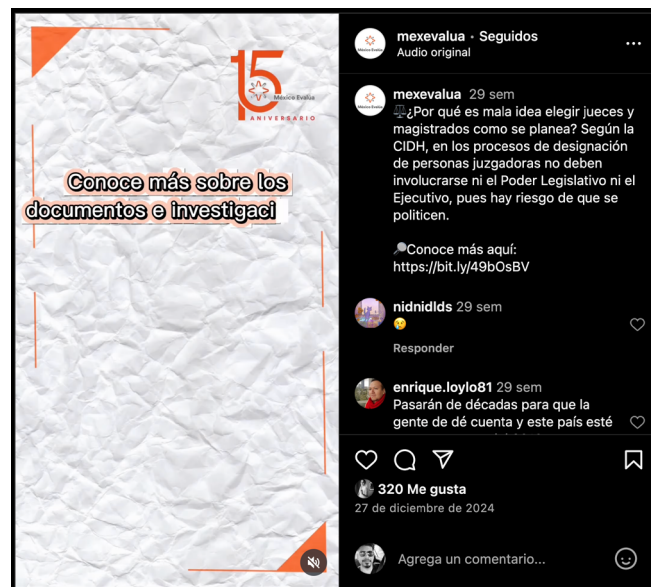 15
México Evalúa
ANIVERSARIO
Conoce más sobre los
documentos e investigaci
mexevalua • Seguidos
Audio original
mexevalua 29 sem
⚖️¿Por qué es mala idea elegir jueces y
magistrados como se planea? Según la
CIDH, en los procesos de designación
de personas juzgadoras no deben
involucrarse ni el Poder Legislativo ni el
Ejecutivo, pues hay riesgo de que se
politicen.
🔎Conoce más aquí:
https://bit.ly/49bOsBV
nidnidlds 29 sem
😢
Responder
enrique.loylo81 29 sem
Pasarán de décadas para que la
gente de dé cuenta y este país esté
320 Me gusta
27 de diciembre de 2024
Agrega un comentario...